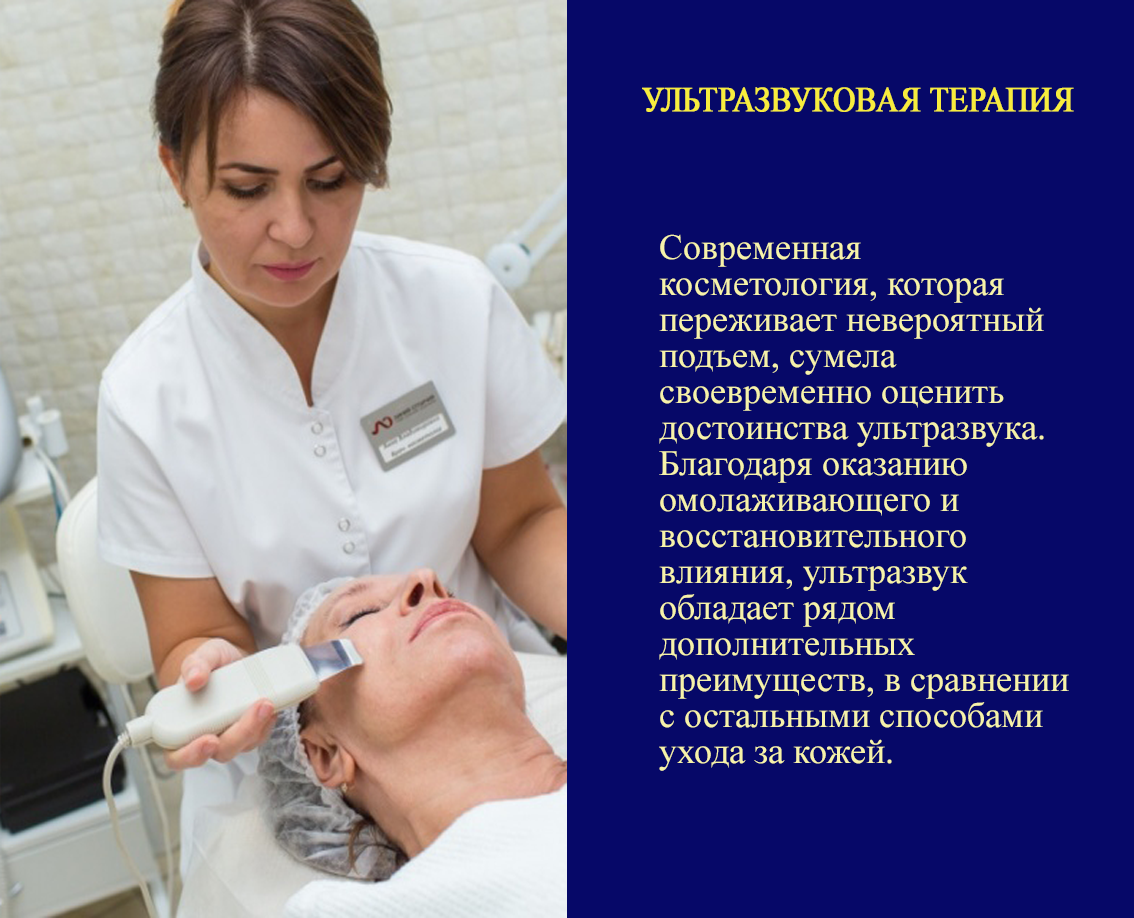 УЛЬТРАЗВУКОВАЯ ТЕРАПИЯ
Современная
косметология, которая
переживает невероятный
подъем, сумела
своевременно оценить
достоинства ультразвука.
Благодаря оказанию
омолаживающего и
восстановительного
влияния, ультразвук
обладает рядом
дополнительных
преимуществ, в сравнении
с остальными способами
ухода за кожей.